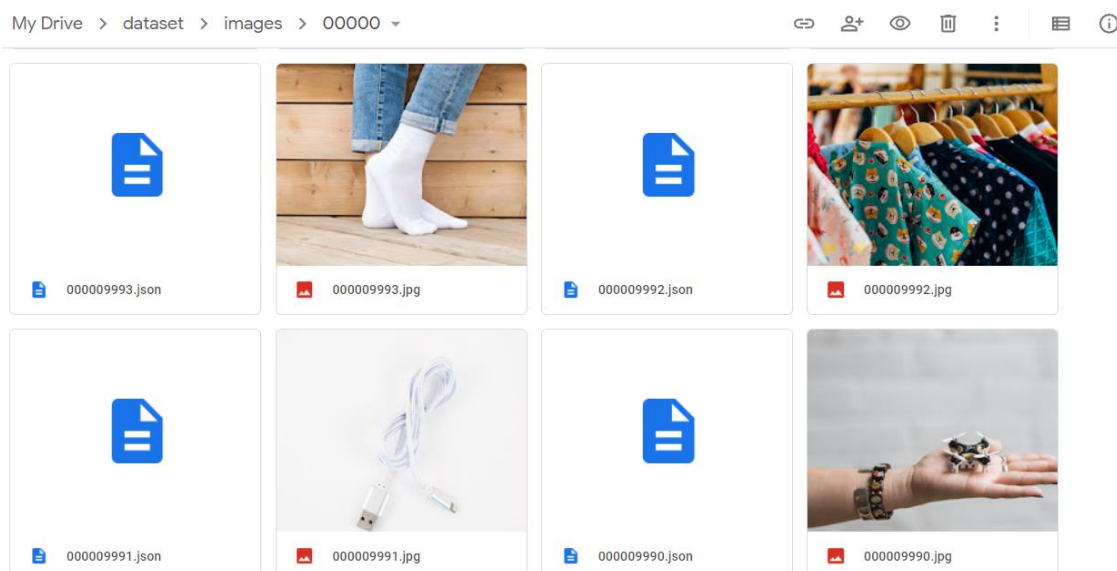 My Drive > dataset > images > 00000
000009993.json
000009993.jpg
000009992.json
000009992.jpg
000009991.json
000009991.jpg
000009990.json
000009990.jpg